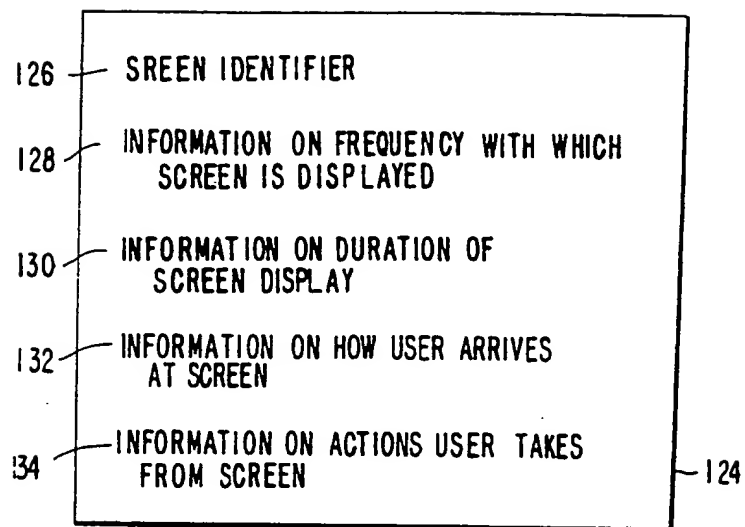 126 SREEN IDENTIFIER
128 INFORMATION ON FREQUENCY WITH WHICH
SCREEN IS DISPLAYED
130 INFORMATION ON DURATION OF
SCREEN DISPLAY
132 INFORMATION ON HOW USER ARRIVES
AT SCREEN
134 INFORMATION ON ACTIONS USER TAKES
FROM SCREEN 124